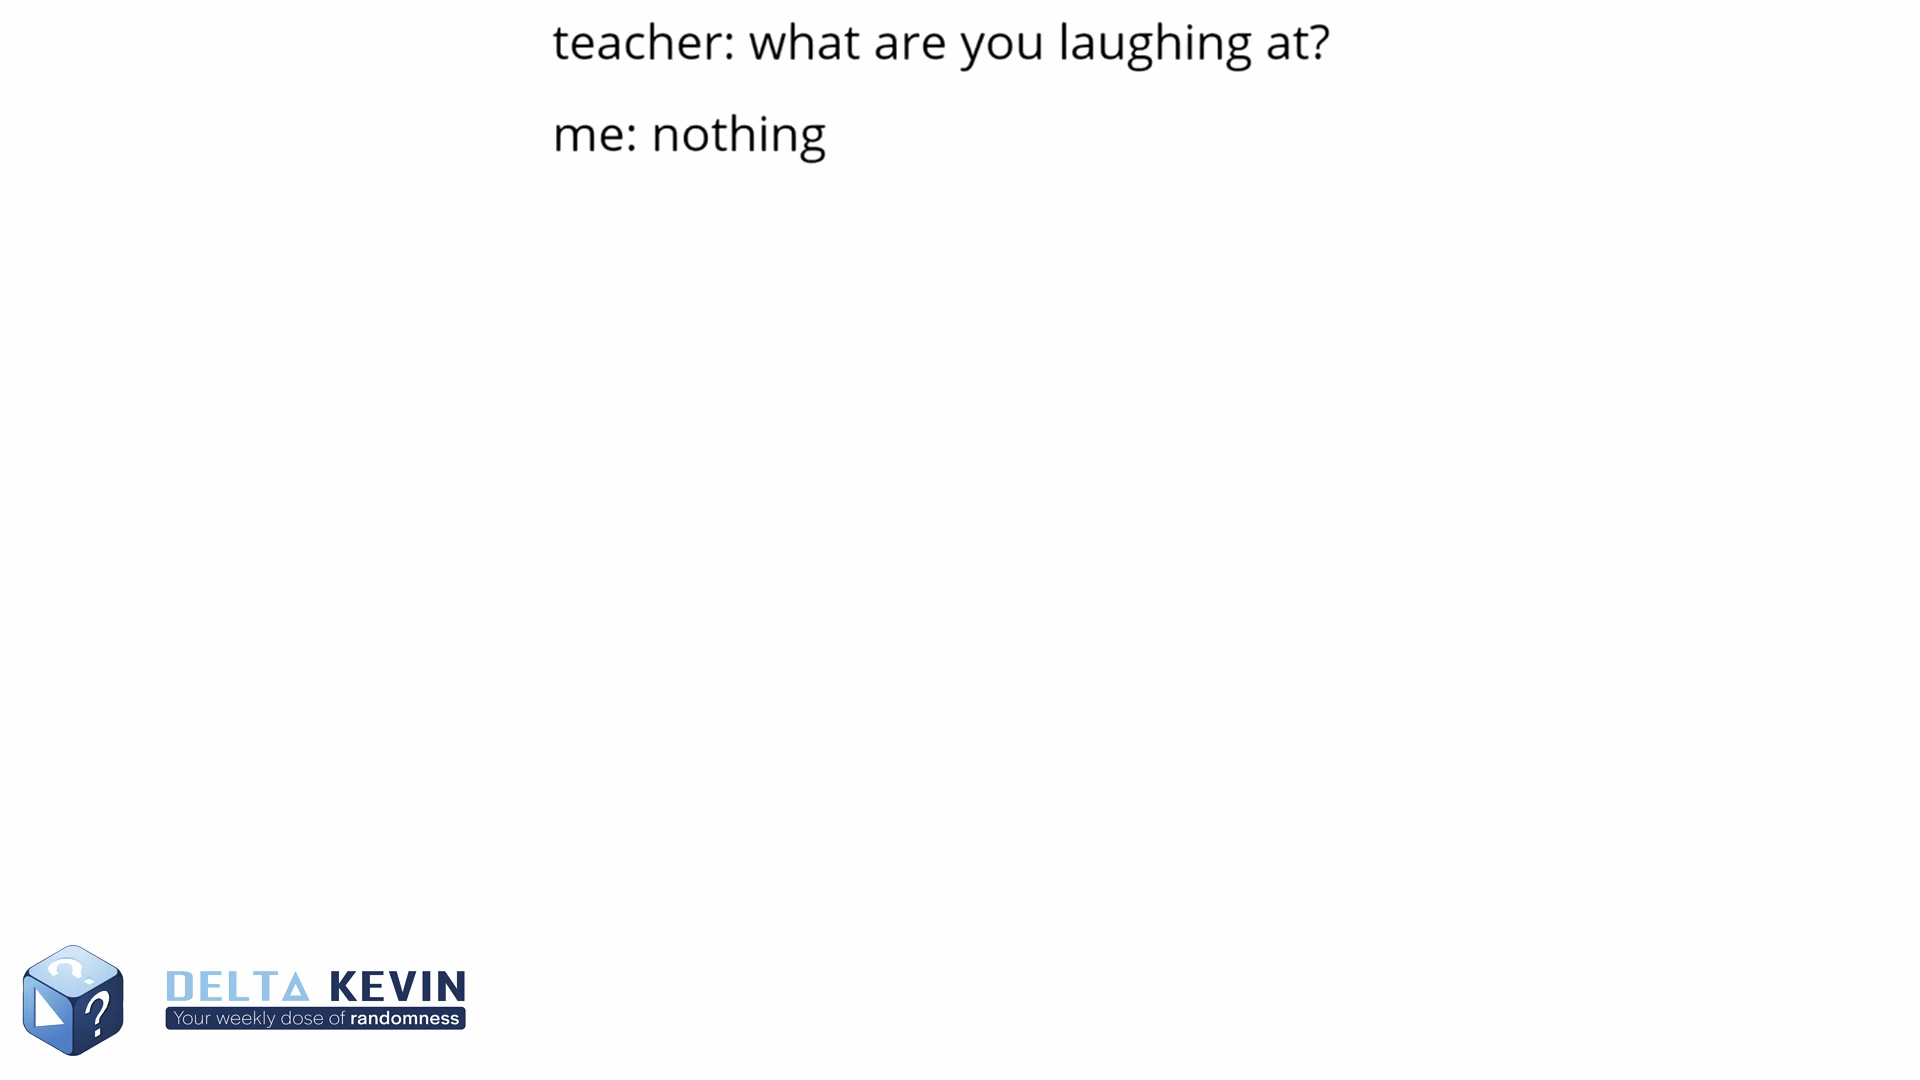 teacher: what are you laughing at?
me: nothing
?
?
DELTA KEVIN
Your weekly dose of randomness